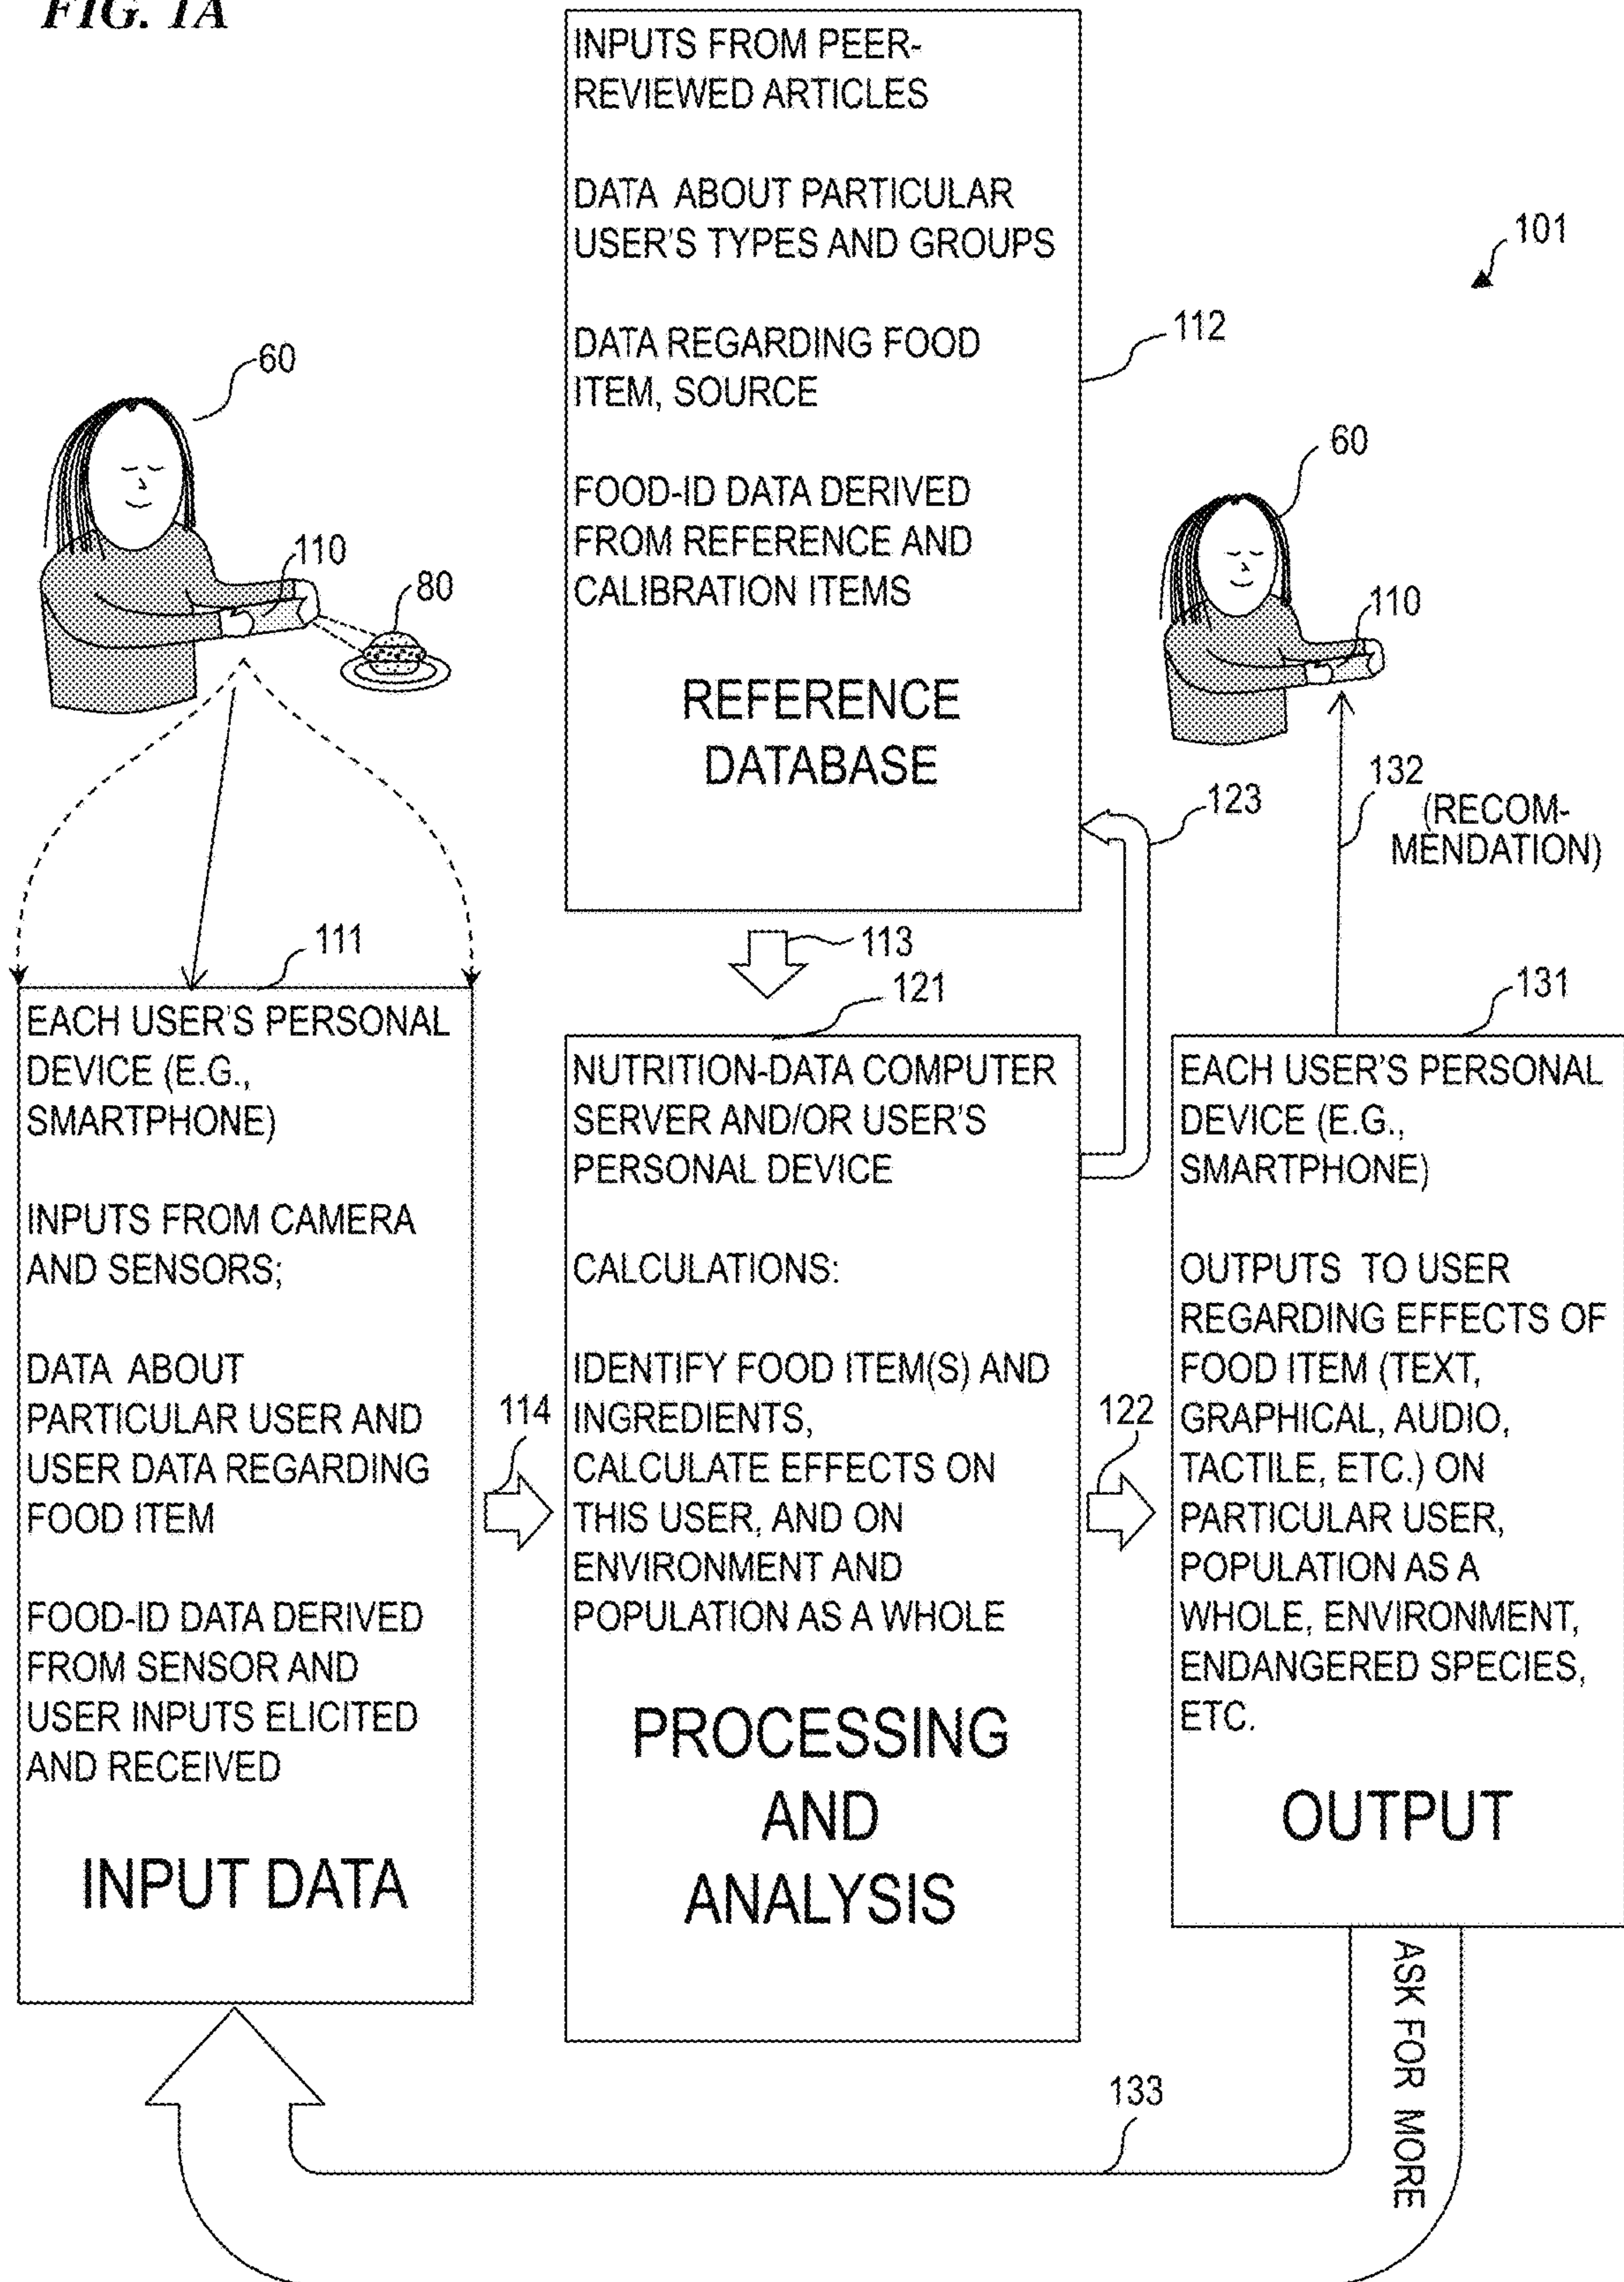 FIG. 1A
INPUTS FROM PEER-
REVIEWED ARTICLES
DATA ABOUT PARTICULAR
USER'S TYPES AND GROUPS
DATA REGARDING FOOD
ITEM, SOURCE
FOOD-ID DATA DERIVED
FROM REFERENCE AND
CALIBRATION ITEMS
REFERENCE
DATABASE
101
112
60
110
80
60
110
132
(RECOM-
MENDATION)
123
113
111
EACH USER'S PERSONAL
DEVICE (E.G.,
SMARTPHONE)
INPUTS FROM CAMERA
AND SENSORS;
DATA ABOUT
PARTICULAR USER AND
USER DATA REGARDING
FOOD ITEM
FOOD-ID DATA DERIVED
FROM SENSOR AND
USER INPUTS ELICITED
AND RECEIVED
INPUT DATA
114
121
NUTRITION-DATA COMPUTER
SERVER AND/OR USER'S
PERSONAL DEVICE
CALCULATIONS:
IDENTIFY FOOD ITEM(S) AND
INGREDIENTS,
CALCULATE EFFECTS ON
THIS USER, AND ON
ENVIRONMENT AND
POPULATION AS A WHOLE
PROCESSING
AND
ANALYSIS
122
131
EACH USER'S PERSONAL
DEVICE (E.G.,
SMARTPHONE)
OUTPUTS TO USER
REGARDING EFFECTS OF
FOOD ITEM (TEXT,
GRAPHICAL, AUDIO,
TACTILE, ETC.) ON
PARTICULAR USER,
POPULATION AS A
WHOLE, ENVIRONMENT,
ENDANGERED SPECIES,
ETC.
OUTPUT
ASK FOR MORE
133